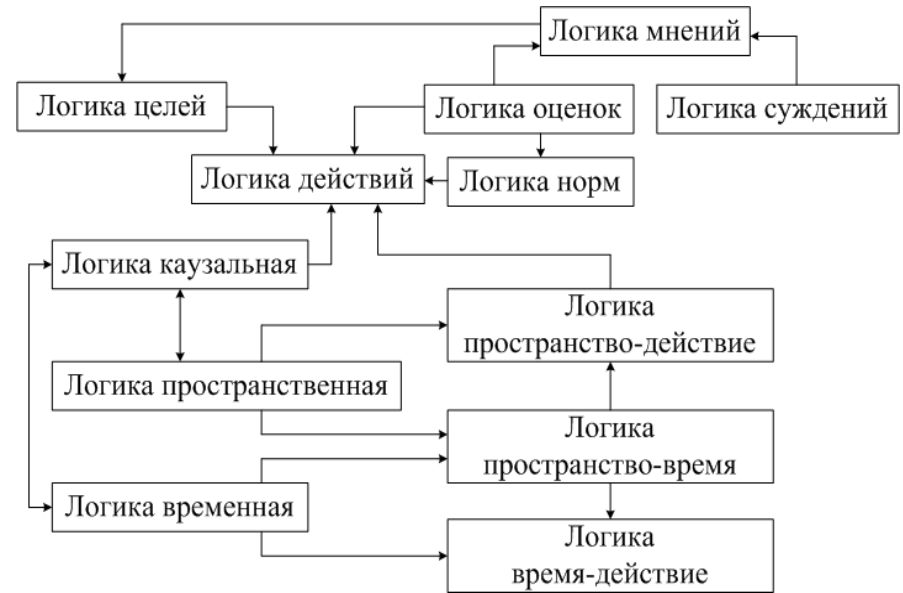 Логика мнений
Логика целей
Логика оценок
Логика суждений
Логика действий
Логика норм
Логика каузальная
Логика
пространство-действие
Логика пространственная
Логика
пространство-время
Логика временная
Логика
время-действие